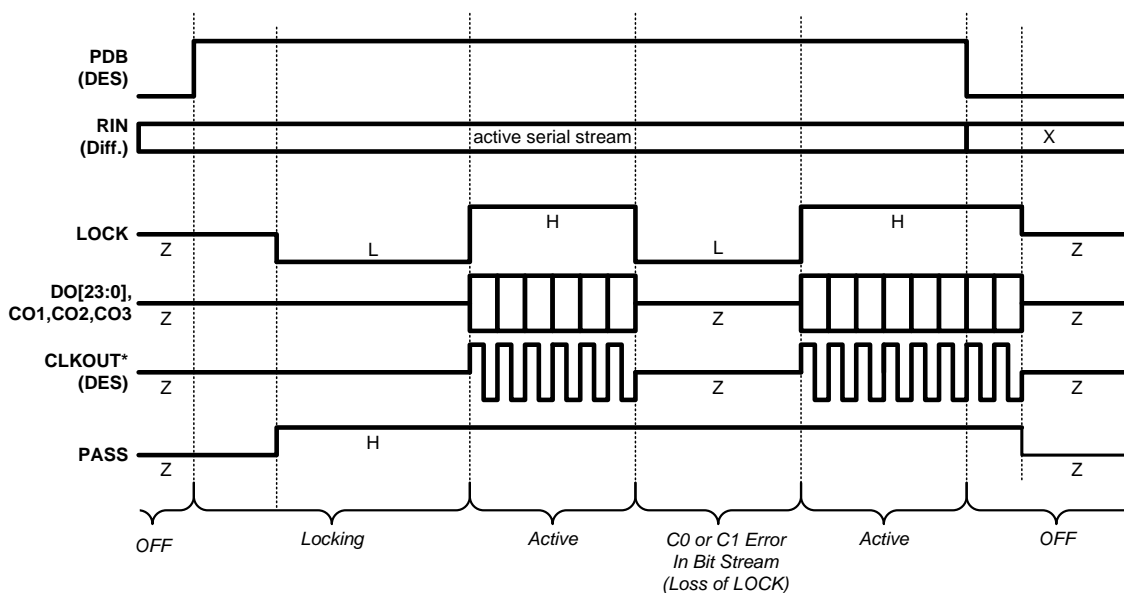 PDB
(DES)
RIN
(Diff.)
active serial stream
X
LOCK
Z
L
H
L
H
Z
DO[23:0],
CO1,CO2,CO3
Z
Z
Z
CLKOUT*
(DES)
Z
Z
Z
PASS
Z
H
Z
OFF
Locking
Active
C0 or C1 Error
In Bit Stream
(Loss of LOCK)
Active
OFF